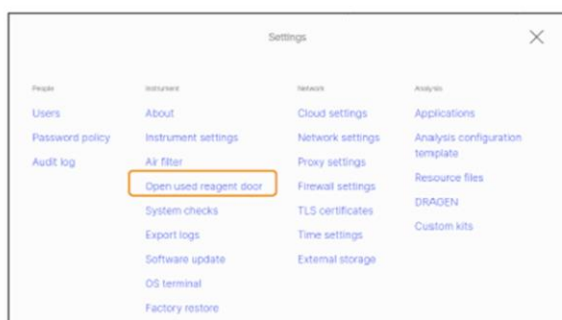 Settings
People
Users
Password policy
Audit log
Instrument
About
Instrument settings
Air filter
Open used reagent door
System checks
Export logs
Software update
OS terminal
Factory restore
Network
Cloud settings
Network settings
Proxy settings
Firewall settings
TLS certificates
Time settings
External storage
Analysis
Applications
Analysis configuration
template
Resource files
DRAGEN
Custom kits